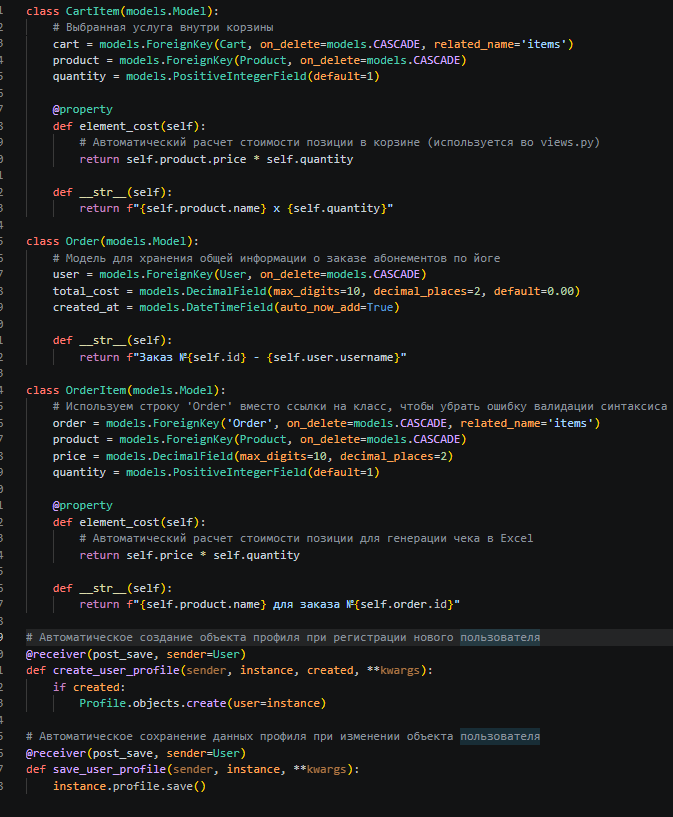 class CartItem(models.Model):
    # Выбранная услуга внутри корзины
    cart = models.ForeignKey(Cart, on_delete=models.CASCADE, related_name='items')
    product = models.ForeignKey(Product, on_delete=models.CASCADE)
    quantity = models.PositiveIntegerField(default=1)

    @property
    def element_cost(self):
        # Автоматический расчет стоимости позиции в корзине (используется во views.py)
        return self.product.price * self.quantity

    def __str__(self):
        return f"{self.product.name} x {self.quantity}"

class Order(models.Model):
    # Модель для хранения общей информации о заказе абонементов по йоге
    user = models.ForeignKey(User, on_delete=models.CASCADE)
    total_cost = models.DecimalField(max_digits=10, decimal_places=2, default=0.00)
    created_at = models.DateTimeField(auto_now_add=True)

    def __str__(self):
        return f"Заказ №{self.id} - {self.user.username}"

class OrderItem(models.Model):
    # Используем строку 'Order' вместо ссылки на класс, чтобы убрать ошибку валидации синтаксиса
    order = models.ForeignKey('Order', on_delete=models.CASCADE, related_name='items')
    product = models.ForeignKey(Product, on_delete=models.CASCADE)
    price = models.DecimalField(max_digits=10, decimal_places=2)
    quantity = models.PositiveIntegerField(default=1)

    @property
    def element_cost(self):
        # Автоматический расчет стоимости позиции для генерации чека в Excel
        return self.price * self.quantity

    def __str__(self):
        return f"{self.product.name} для заказа №{self.order.id}"

# Автоматическое создание объекта профиля при регистрации нового пользователя
@receiver(post_save, sender=User)
def create_user_profile(sender, instance, created, **kwargs):
    if created:
        Profile.objects.create(user=instance)

# Автоматическое сохранение данных профиля при изменении объекта пользователя
@receiver(post_save, sender=User)
def save_user_profile(sender, instance, **kwargs):
    instance.profile.save()